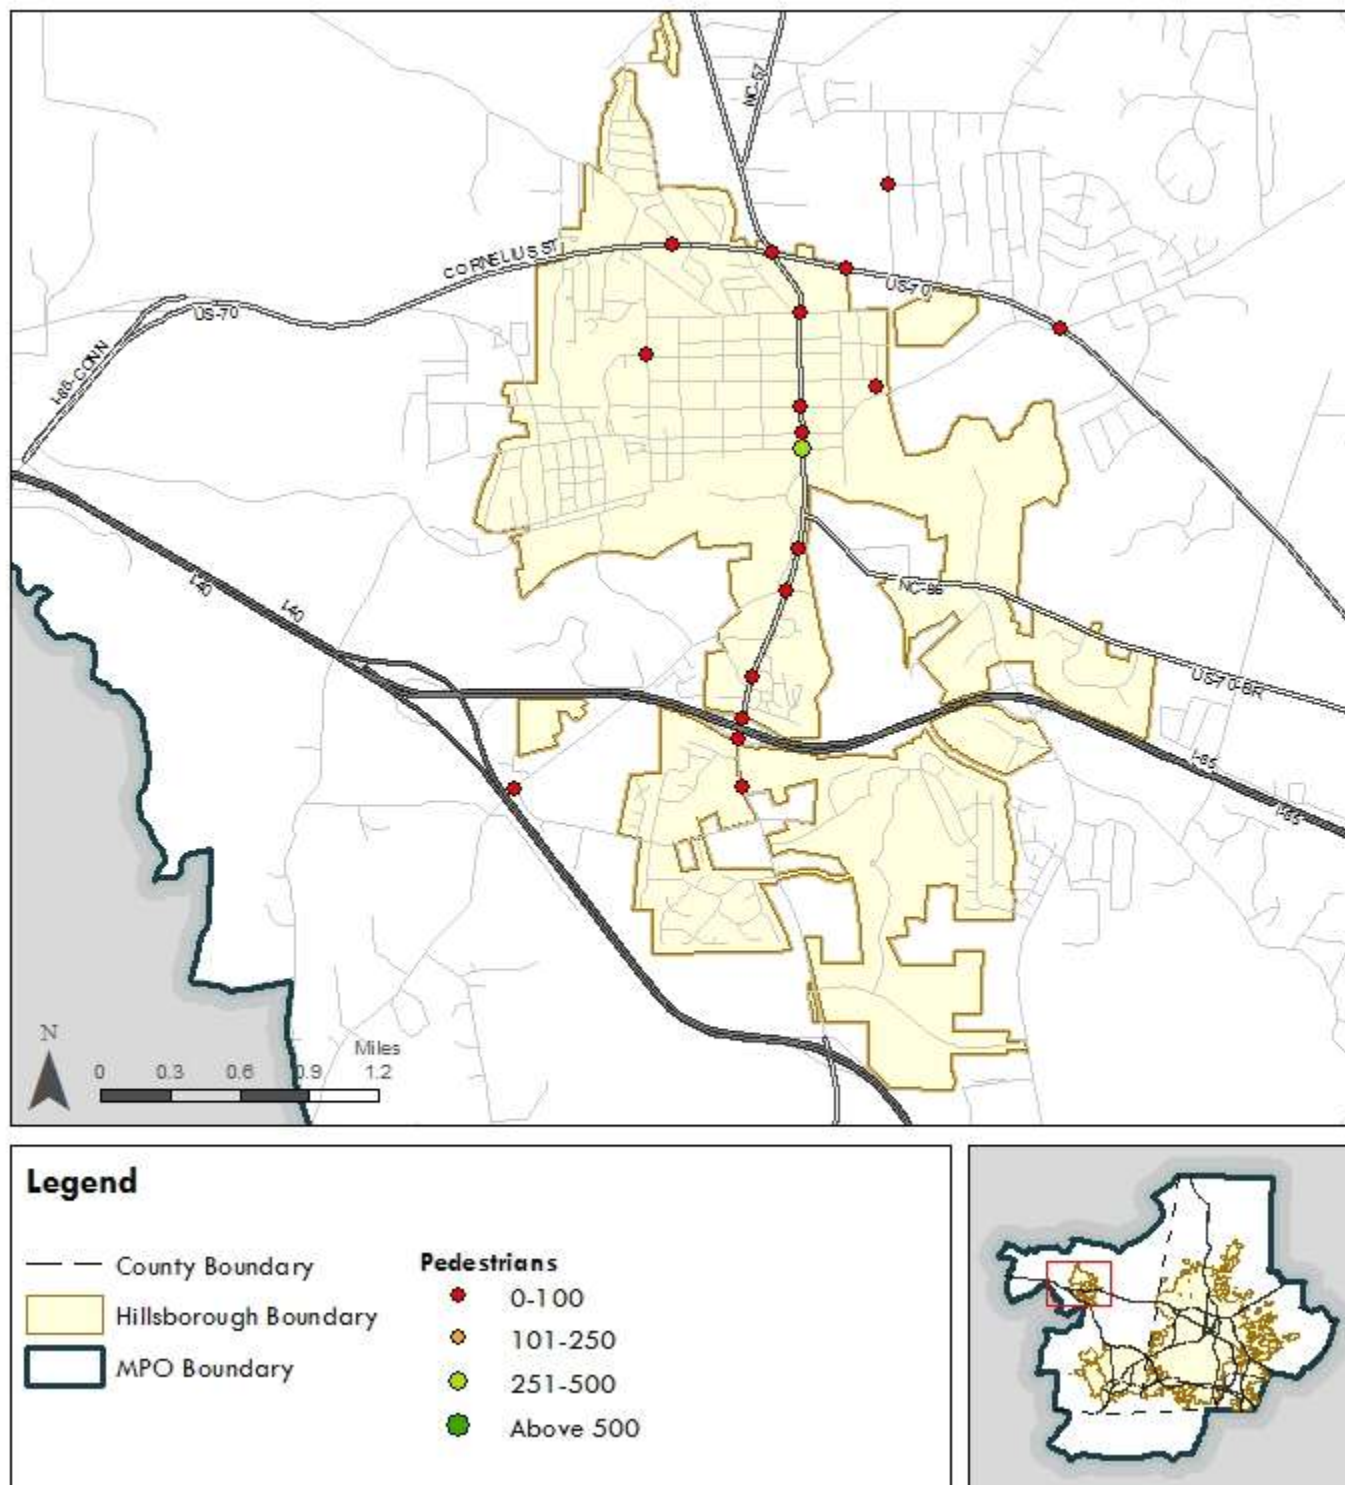 NC-57
CORNELIUS ST
US-70
US-70
I-85-CONN
I-40
I-40
NC-86
US-70-BR
I-85
I-85
N
Miles
0 0.3 0.6 0.9 1.2
Legend
County Boundary
Hillsborough Boundary
MPO Boundary
Pedestrians
0-100
101-250
251-500
Above 500